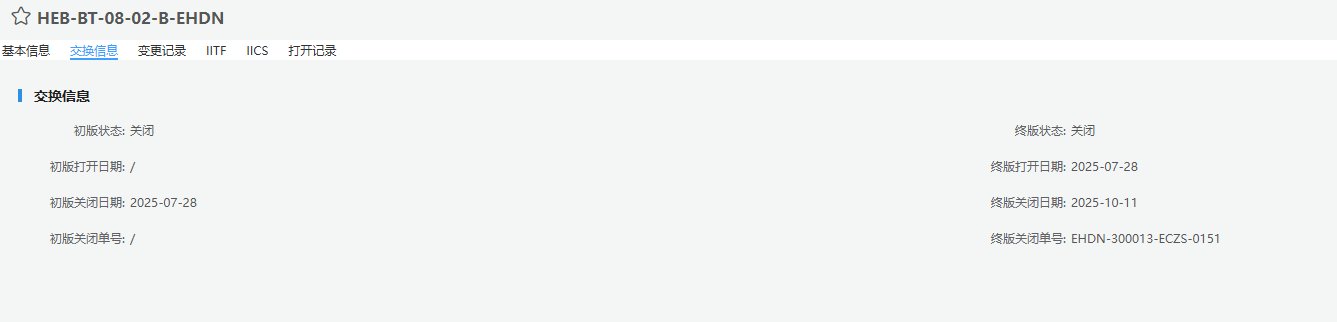 HEB-BT-08-02-B-EHDN
基本信息 交换信息 变更记录 IITF IICS 打开记录
交换信息
初版状态: 关闭 终版状态: 关闭
初版打开日期: / 终版打开日期: 2025-07-28
初版关闭日期: 2025-07-28 终版关闭日期: 2025-10-11
初版关闭单号: / 终版关闭单号: EHDN-300013-ECZS-0151